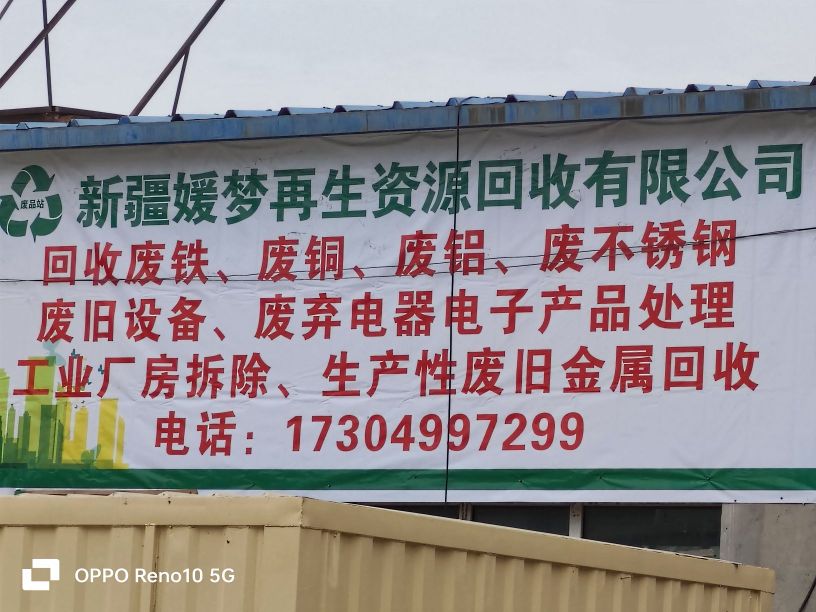 废品站
新疆媛梦再生资源回收有限公司
回收废铁、废铜、废铝、废不锈钢
废旧设备、废弃电器电子产品处理
工业厂房拆除、生产性废旧金属回收
电话：17304997299
OPPO Reno10 5G